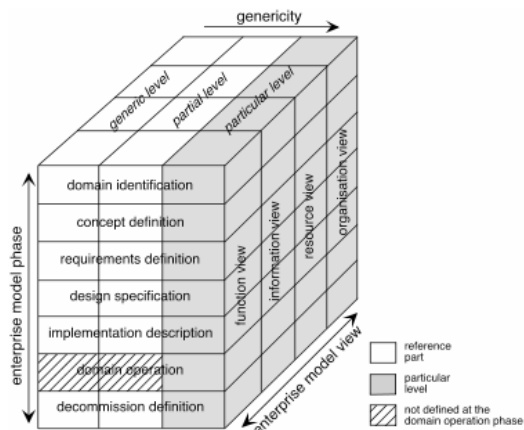 genericity
generic level
partial level
particular level
enterprise model phase
domain identification
concept definition
requirements definition
design specification
implementation description
domain operation
decommission definition
function view
information view
resource view
organisation view
enterprise model view
reference
part
particular
level
not defined at the
domain operation phase